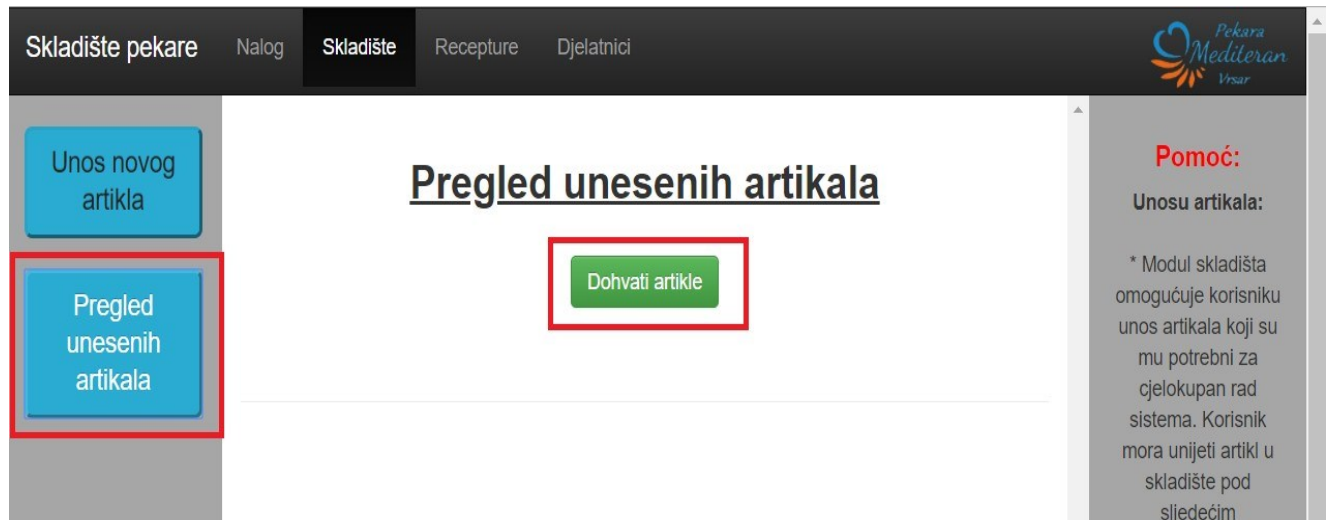 Skladište pekare Nalog Skladište Recepture Djelatnici
Pekara
Mediteran
Vrsar
Unos novog
artikla
Pregled
unesenih
artikala
Pregled unesenih artikala
Dohvati artikle
Pomoć:
Unosu artikala:
* Modul skladišta
omogućuje korisniku
unos artikala koji su
mu potrebni za
cjelokupan rad
sistema. Korisnik
mora unijeti artikl u
skladište pod
sljedećim